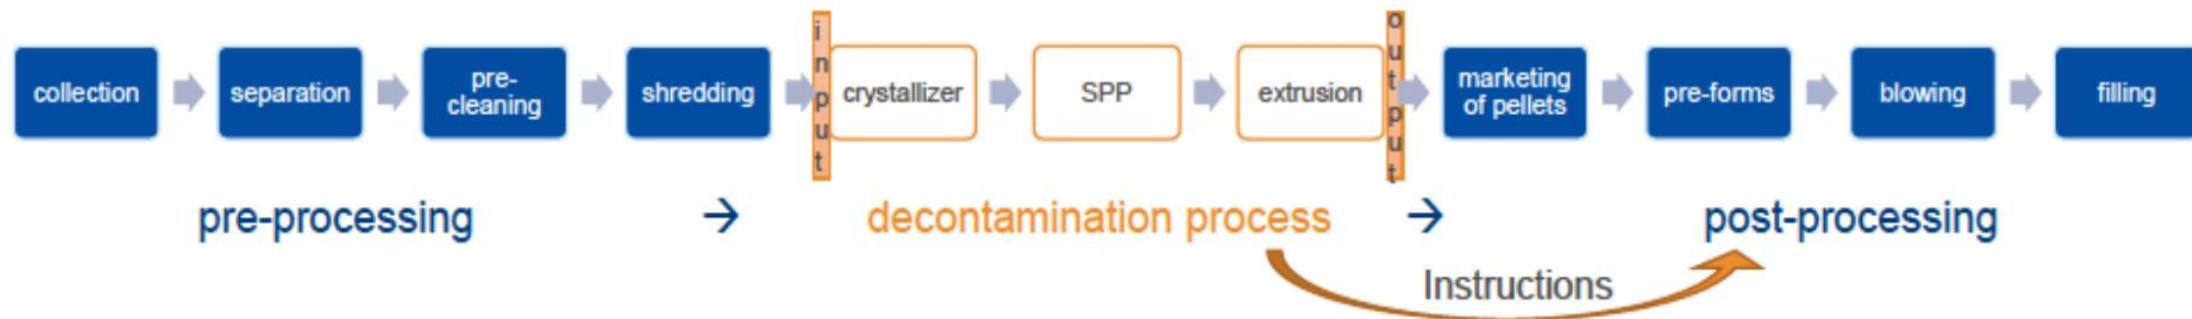 collection
separation
pre-
cleaning
shredding
input
crystallizer
SPP
extrusion
output
marketing
of pellets
pre-forms
blowing
filling
pre-processing
→
decontamination process
→
post-processing
Instructions